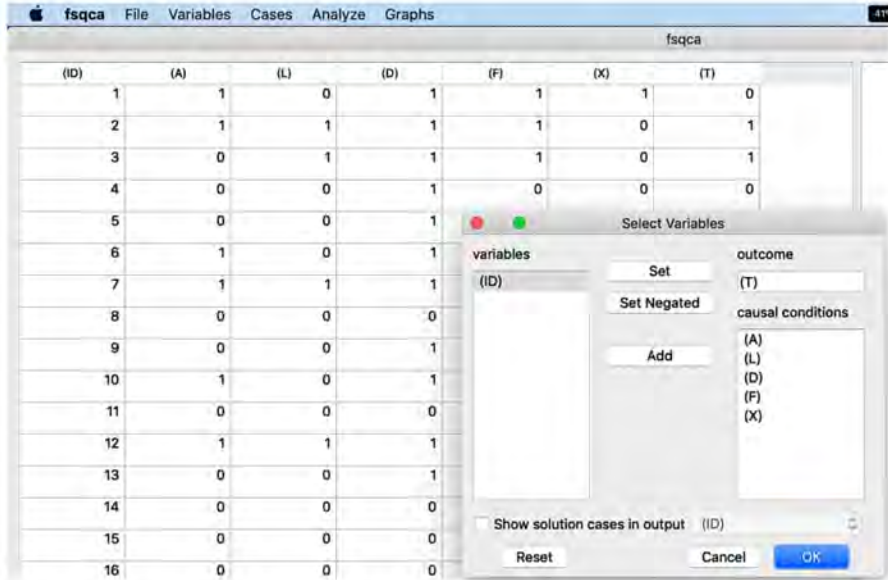 fsqca File Variables Cases Analyze Graphs
fsqca
(ID) (A) (L) (D) (F) (X) (T)
1 1 0 1 1 1 0
2 1 1 1 1 0 1
3 0 1 1 1 0 1
4 0 0 1 0 0 0
5 0 0 1
6 1 0 1
7 1 1 1
8 0 0 0
9 0 0 1
10 1 0 1
11 0 0 0
12 1 1 1
13 0 0 1
14 0 0 0
15 0 0 0
16 0 0 0
Select Variables
variables
(ID)
Set
Set Negated
Add
outcome
(T)
causal conditions
(A)
(L)
(D)
(F)
(X)
Show solution cases in output (ID)
Reset Cancel OK